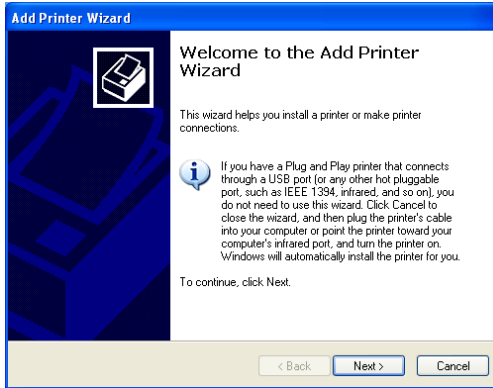 Add Printer Wizard
Welcome to the Add Printer
Wizard
This wizard helps you install a printer or make printer
connections.
If you have a Plug and Play printer that connects
through a USB port (or any other hot pluggable
port, such as IEEE 1394, infrared, and so on), you
do not need to use this wizard. Click Cancel to
close the wizard, and then plug the printer's cable
into your computer or point the printer toward your
computer's infrared port, and turn the printer on.
Windows will automatically install the printer for you.
To continue, click Next.
< Back Next > Cancel